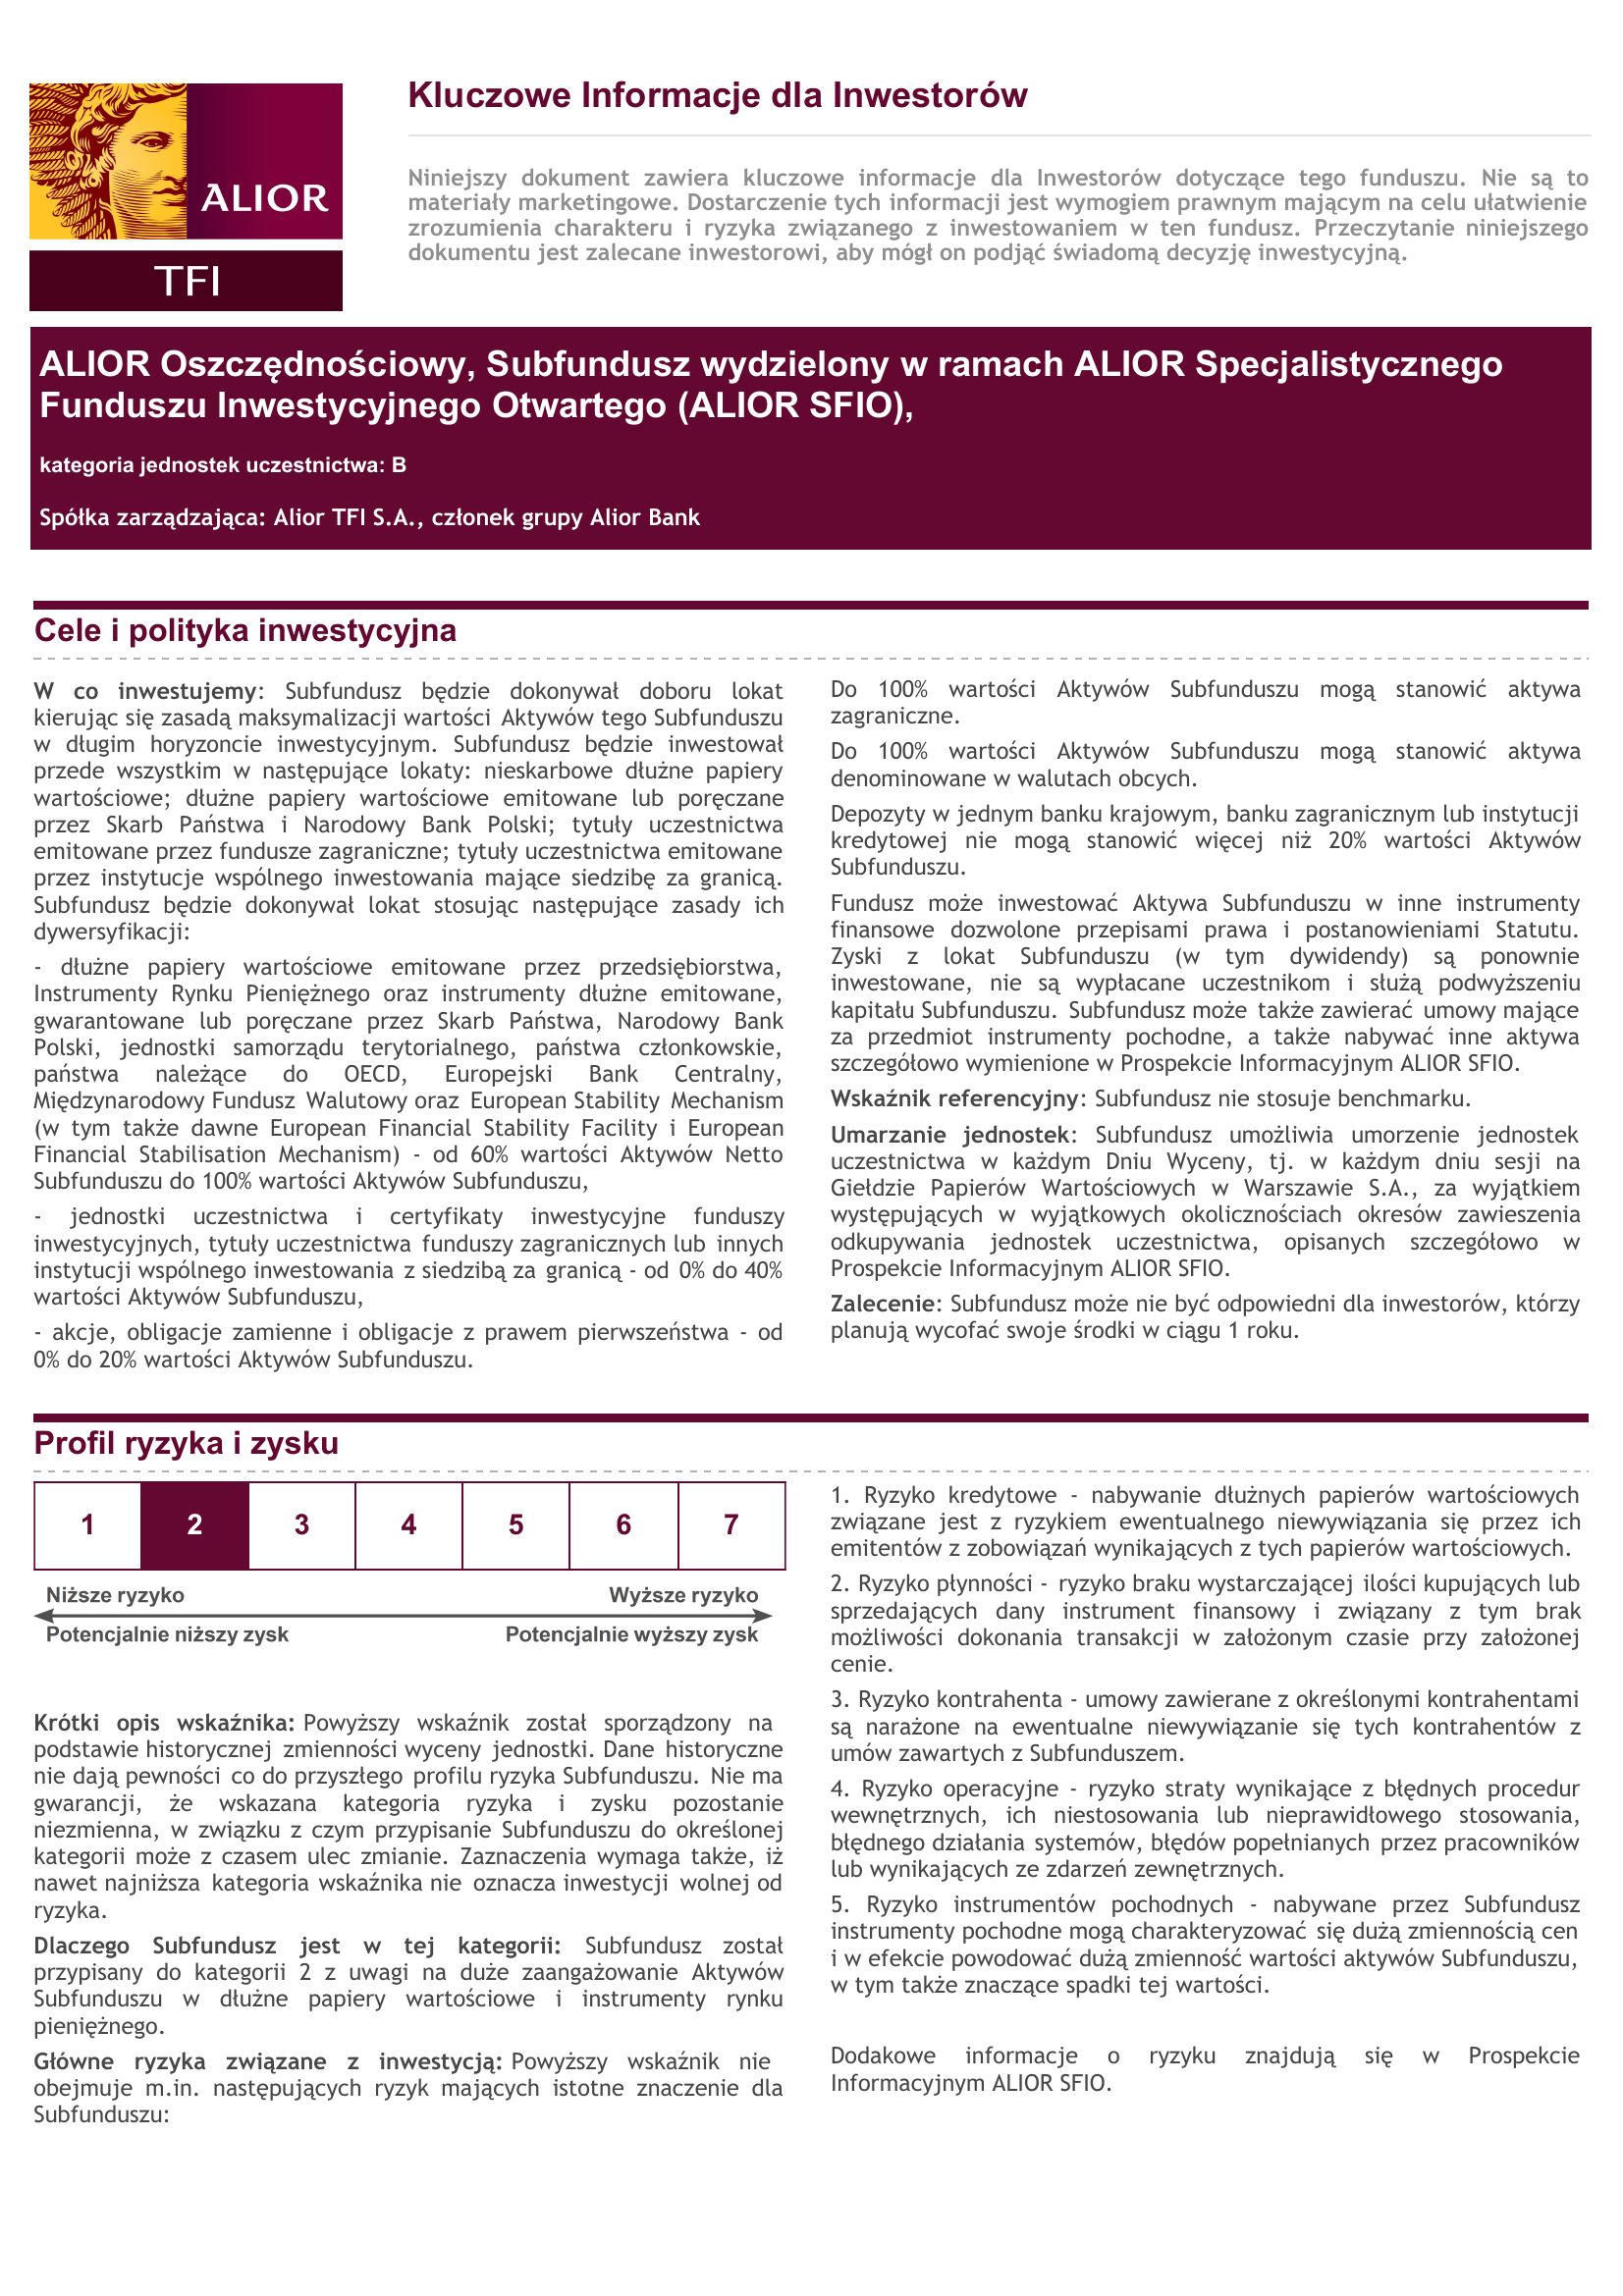 ALIOR
TFI
Kluczowe Informacje dla Inwestorów
Niniejszy dokument zawiera kluczowe informacje dla Inwestorów dotyczące tego funduszu. Nie są to
materiały marketingowe. Dostarczenie tych informacji jest wymogiem prawnym mającym na celu ułatwienie
zrozumienia charakteru i ryzyka związanego z inwestowaniem w ten fundusz. Przeczytanie niniejszego
dokumentu jest zalecane inwestorowi, aby mógł on podjąć świadomą decyzję inwestycyjną.
ALIOR Oszczędnościowy, Subfundusz wydzielony w ramach ALIOR Specjalistycznego
Funduszu Inwestycyjnego Otwartego (ALIOR SFIO),
kategoria jednostek uczestnictwa: B
Spółka zarządzająca: Alior TFI S.A., członek grupy Alior Bank
Cele i polityka inwestycyjna
W co inwestujemy: Subfundusz będzie dokonywał doboru lokat
kierując się zasadą maksymalizacji wartości Aktywów tego Subfunduszu
w długim horyzoncie inwestycyjnym. Subfundusz będzie inwestował
przede wszystkim w następujące lokaty: nieskarbowe dłużne papiery
wartościowe; dłużne papiery wartościowe emitowane lub poręczane
przez Skarb Państwa i Narodowy Bank Polski; tytuły uczestnictwa
emitowane przez fundusze zagraniczne; tytuły uczestnictwa emitowane
przez instytucje wspólnego inwestowania mające siedzibę za granicą.
Subfundusz będzie dokonywał lokat stosując następujące zasady ich
dywersyfikacji:
- dłużne papiery wartościowe emitowane przez przedsiębiorstwa,
Instrumenty Rynku Pieniężnego oraz instrumenty dłużne emitowane,
gwarantowane lub poręczane przez Skarb Państwa, Narodowy Bank
Polski, jednostki samorządu terytorialnego, państwa członkowskie,
państwa należące do OECD, Europejski Bank Centralny,
Międzynarodowy Fundusz Walutowy oraz European Stability Mechanism
(w tym także dawne European Financial Stability Facility i European
Financial Stabilisation Mechanism) - od 60% wartości Aktywów Netto
Subfunduszu do 100% wartości Aktywów Subfunduszu,
- jednostki uczestnictwa i certyfikaty inwestycyjne funduszy
inwestycyjnych, tytuły uczestnictwa funduszy zagranicznych lub innych
instytucji wspólnego inwestowania z siedzibą za granicą - od 0% do 40%
wartości Aktywów Subfunduszu,
- akcje, obligacje zamienne i obligacje z prawem pierwszeństwa - od
0% do 20% wartości Aktywów Subfunduszu.
Do 100% wartości Aktywów Subfunduszu mogą stanowić aktywa
zagraniczne.
Do 100% wartości Aktywów Subfunduszu mogą stanowić aktywa
denominowane w walutach obcych.
Depozyty w jednym banku krajowym, banku zagranicznym lub instytucji
kredytowej nie mogą stanowić więcej niż 20% wartości Aktywów
Subfunduszu.
Fundusz może inwestować Aktywa Subfunduszu w inne instrumenty
finansowe dozwolone przepisami prawa i postanowieniami Statutu.
Zyski z lokat Subfunduszu (w tym dywidendy) są ponownie
inwestowane, nie są wypłacane uczestnikom i służą podwyższeniu
kapitału Subfunduszu. Subfundusz może także zawierać umowy mające
za przedmiot instrumenty pochodne, a także nabywać inne aktywa
szczegółowo wymienione w Prospekcie Informacyjnym ALIOR SFIO.
Wskaźnik referencyjny: Subfundusz nie stosuje benchmarku.
Umarzanie jednostek: Subfundusz umożliwia umorzenie jednostek
uczestnictwa w każdym Dniu Wyceny, tj. w każdym dniu sesji na
Giełdzie Papierów Wartościowych w Warszawie S.A., za wyjątkiem
występujących w wyjątkowych okolicznościach okresów zawieszenia
odkupywania jednostek uczestnictwa, opisanych szczegółowo w
Prospekcie Informacyjnym ALIOR SFIO.
Zalecenie: Subfundusz może nie być odpowiedni dla inwestorów, którzy
planują wycofać swoje środki w ciągu 1 roku.
Profil ryzyka i zysku
1 2 3 4 5 6 7
Niższe ryzyko Wyższe ryzyko
Potencjalnie niższy zysk Potencjalnie wyższy zysk
Krótki opis wskaźnika: Powyższy wskaźnik został sporządzony na
podstawie historycznej zmienności wyceny jednostki. Dane historyczne
nie dają pewności co do przyszłego profilu ryzyka Subfunduszu. Nie ma
gwarancji, że wskazana kategoria ryzyka i zysku pozostanie
niezmienna, w związku z czym przypisanie Subfunduszu do określonej
kategorii może z czasem ulec zmianie. Zaznaczenia wymaga także, iż
nawet najniższa kategoria wskaźnika nie oznacza inwestycji wolnej od
ryzyka.
Dlaczego Subfundusz jest w tej kategorii: Subfundusz został
przypisany do kategorii 2 z uwagi na duże zaangażowanie Aktywów
Subfunduszu w dłużne papiery wartościowe i instrumenty rynku
pieniężnego.
Główne ryzyka związane z inwestycją: Powyższy wskaźnik nie
obejmuje m.in. następujących ryzyk mających istotne znaczenie dla
Subfunduszu:
1. Ryzyko kredytowe - nabywanie dłużnych papierów wartościowych
związane jest z ryzykiem ewentualnego niewywiązania się przez ich
emitentów z zobowiązań wynikających z tych papierów wartościowych.
2. Ryzyko płynności - ryzyko braku wystarczającej ilości kupujących lub
sprzedających dany instrument finansowy i związany z tym brak
możliwości dokonania transakcji w założonym czasie przy założonej
cenie.
3. Ryzyko kontrahenta - umowy zawierane z określonymi kontrahentami
są narażone na ewentualne niewywiązanie się tych kontrahentów z
umów zawartych z Subfunduszem.
4. Ryzyko operacyjne - ryzyko straty wynikające z błędnych procedur
wewnętrznych, ich niestosowania lub nieprawidłowego stosowania,
błędnego działania systemów, błędów popełnianych przez pracowników
lub wynikających ze zdarzeń zewnętrznych.
5. Ryzyko instrumentów pochodnych - nabywane przez Subfundusz
instrumenty pochodne mogą charakteryzować się dużą zmiennością cen
i w efekcie powodować dużą zmienność wartości aktywów Subfunduszu,
w tym także znaczące spadki tej wartości.
Dodakowe informacje o ryzyku znajdują się w Prospekcie
Informacyjnym ALIOR SFIO.